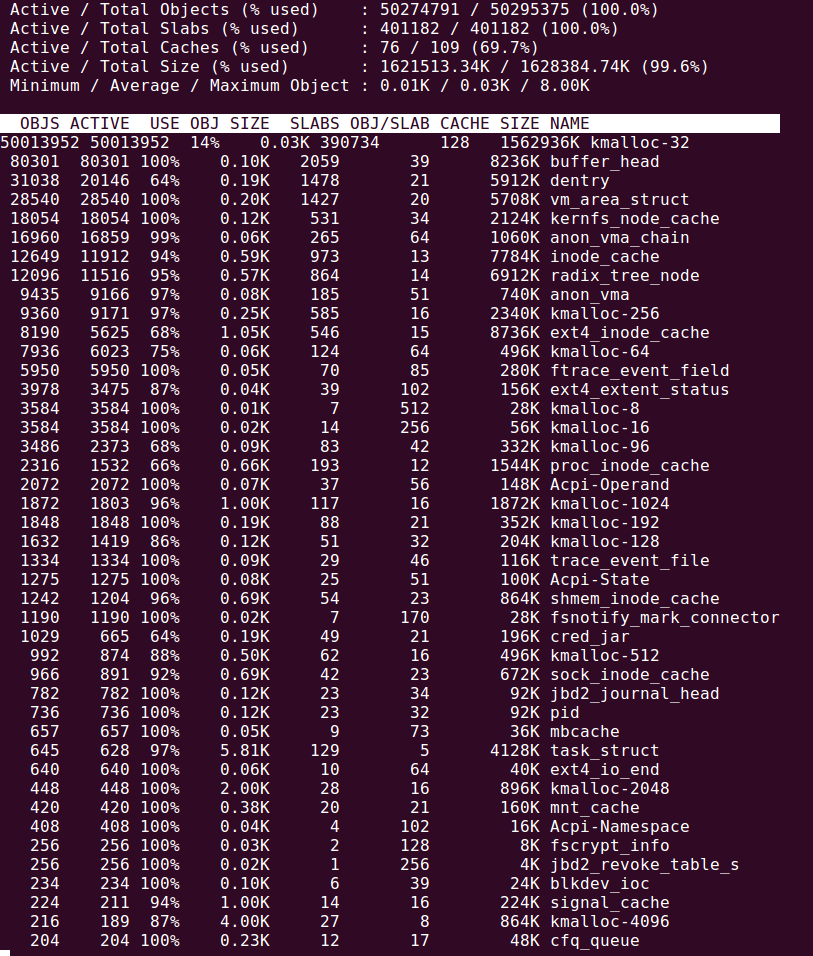 Active / Total Objects (% used)    : 50274791 / 50295375 (100.0%)
Active / Total Slabs (% used)      : 401182 / 401182 (100.0%)
Active / Total Caches (% used)     : 76 / 109 (69.7%)
Active / Total Size (% used)       : 1621513.34K / 1628384.74K (99.6%)
Minimum / Average / Maximum Object : 0.01K / 0.03K / 8.00K
OBJS ACTIVE  USE OBJ SIZE  SLABS OBJ/SLAB CACHE SIZE NAME
50013952 50013952  14%    0.03K 390734      128   1562936K kmalloc-32
80301  80301 100%    0.10K   2059       39      8236K buffer_head
31038  20146  64%    0.19K   1478       21      5912K dentry
28540  28540 100%    0.20K   1427       20      5708K vm_area_struct
18054  18054 100%    0.12K    531       34      2124K kernfs_node_cache
16960  16859  99%    0.06K    265       64      1060K anon_vma_chain
12649  11912  94%    0.59K    973       13      7784K inode_cache
12096  11516  95%    0.57K    864       14      6912K radix_tree_node
9435   9166  97%    0.08K    185       51       740K anon_vma
9360   9171  97%    0.25K    585       16      2340K kmalloc-256
8190   5625  68%    1.05K    546       15      8736K ext4_inode_cache
7936   6023  75%    0.06K    124       64       496K kmalloc-64
5950   5950 100%    0.05K     70       85       280K ftrace_event_field
3978   3475  87%    0.04K     39      102       156K ext4_extent_status
3584   3584 100%    0.01K      7      512        28K kmalloc-8
3584   3584 100%    0.02K     14      256        56K kmalloc-16
3486   2373  68%    0.09K     83       42       332K kmalloc-96
2316   1532  66%    0.66K    193       12      1544K proc_inode_cache
2072   2072 100%    0.07K     37       56       148K Acpi-Operand
1872   1803  96%    1.00K    117       16      1872K kmalloc-1024
1848   1848 100%    0.19K     88       21       352K kmalloc-192
1632   1419  86%    0.12K     51       32       204K kmalloc-128
1334   1334 100%    0.09K     29       46       116K trace_event_file
1275   1275 100%    0.08K     25       51       100K Acpi-State
1242   1204  96%    0.69K     54       23       864K shmem_inode_cache
1190   1190 100%    0.02K      7      170        28K fsnotify_mark_connector
1029    665  64%    0.19K     49       21       196K cred_jar
992    874  88%    0.50K     62       16       496K kmalloc-512
966    891  92%    0.69K     42       23       672K sock_inode_cache
782    782 100%    0.12K     23       34        92K jbd2_journal_head
736    736 100%    0.12K     23       32        92K pid
657    657 100%    0.05K      9       73        36K mbcache
645    628  97%    5.81K    129        5      4128K task_struct
640    640 100%    0.06K     10       64        40K ext4_io_end
448    448 100%    2.00K     28       16       896K kmalloc-2048
420    420 100%    0.38K     20       21       160K mnt_cache
408    408 100%    0.04K      4      102        16K Acpi-Namespace
256    256 100%    0.03K      2      128         8K fscrypt_info
256    256 100%    0.02K      1      256         4K jbd2_revoke_table_s
234    234 100%    0.10K      6       39        24K blkdev_ioc
224    211  94%    1.00K     14       16       224K signal_cache
216    189  87%    4.00K     27        8       864K kmalloc-4096
204    204 100%    0.23K     12       17        48K cfq_queue